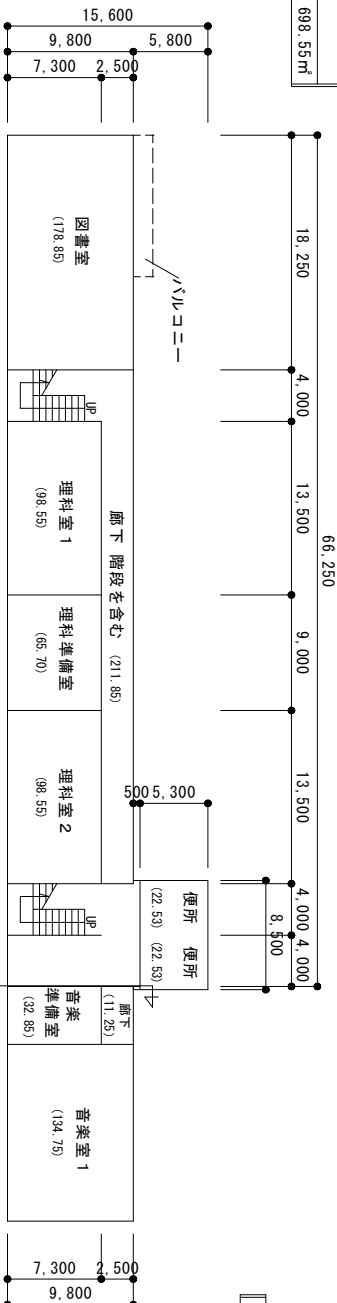 15,600
9,800 5,800
7,300 2,500
698.55㎡
66,250
18,250 4,000 13,500 9,000 13,500 4,000 4,000
8,500
500 5,300
バルコニー
図書室
(178.85)
UP
理科室 1
(98.55)
理科準備室
(65.70)
理科室 2
(98.55)
廊下 階段を含む (211.85)
UP
便所 便所
(22.53) (22.53)
廊下
(11.25)
音楽
準備室
(32.85)
音楽室 1
(134.75)
7,300 2,500
9,800